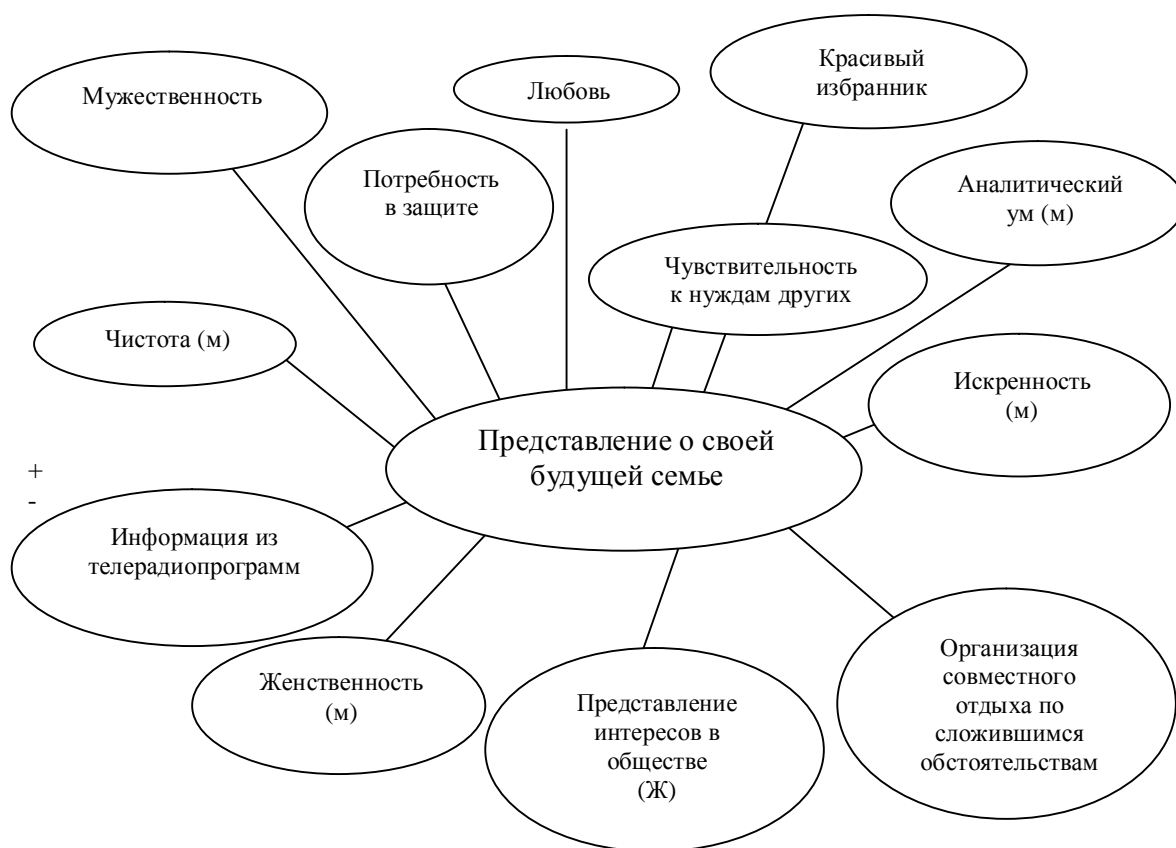 Красивый
избранник
Любовь
Мужественность
Потребность
в защите
Аналитический
ум (м)
Чувствительность
к нуждам других
Чистота (м)
Искренность
(м)
Представление о своей
будущей семье
+
-
Информация из
телерадиопрограмм
Женственность
(м)
Представление
интересов в
обществе
(Ж)
Организация
совместного
отдыха по
сложившимся
обстоятельствам